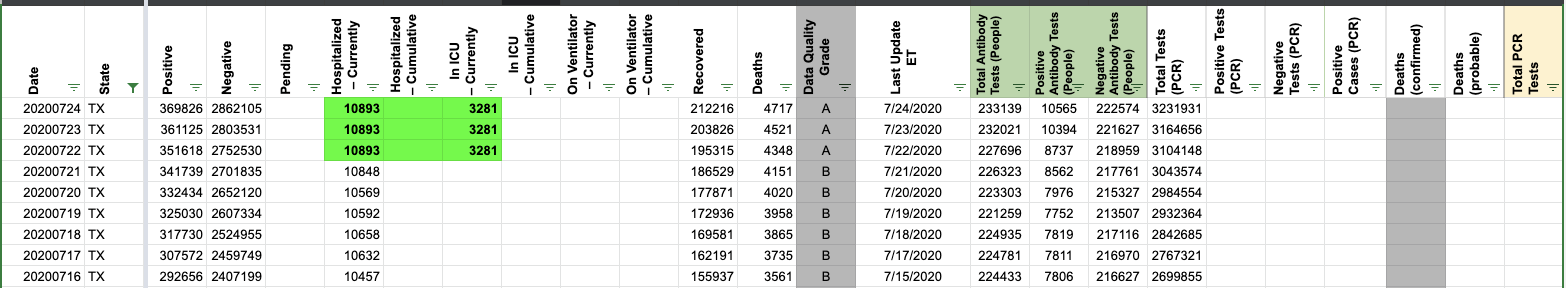 Date State Positive Negative Pending Hospitalized – Currently Hospitalized – Cumulative In ICU – Currently In ICU – Cumulative On Ventilator – Currently On Ventilator – Cumulative Recovered Deaths Data Quality Grade Last Update ET Total Antibody Tests (People) Positive Antibody Tests (People) Negative Antibody Tests (People) Total Tests (PCR) Positive Tests (PCR) Negative Tests (PCR) Positive Cases (PCR) Deaths (confirmed) Deaths (probable) Total PCR Tests
20200724 TX 369826 2862105 10893 3281 212216 4717 A 7/24/2020 233139 10565 222574 3231931
20200723 TX 361125 2803531 10893 3281 203826 4521 A 7/23/2020 232021 10394 221627 3164656
20200722 TX 351618 2752530 10893 3281 195315 4348 A 7/22/2020 227696 8737 218959 3104148
20200721 TX 341739 2701835 10848 186529 4151 B 7/21/2020 226323 8562 217761 3043574
20200720 TX 332434 2652120 10569 177871 4020 B 7/20/2020 223303 7976 215327 2984554
20200719 TX 325030 2607334 10592 172936 3958 B 7/19/2020 221259 7752 213507 2932364
20200718 TX 317730 2524955 10658 169581 3865 B 7/18/2020 224935 7819 217116 2842685
20200717 TX 307572 2459749 10632 162191 3735 B 7/17/2020 224781 7811 216970 2767321
20200716 TX 292656 2407199 10457 155937 3561 B 7/15/2020 224433 7806 216627 2699855